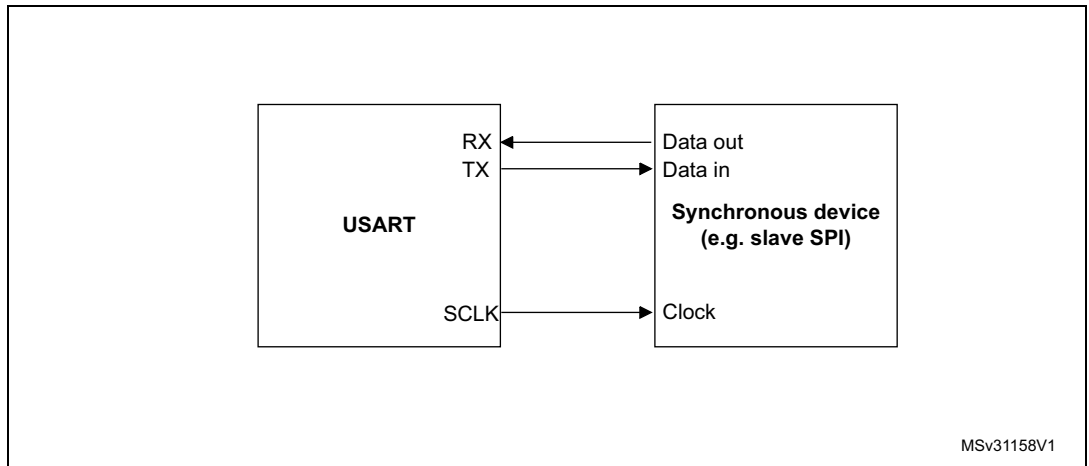 RX
TX
USART
SCLK
Data out
Data in
Synchronous device
(e.g. slave SPI)
Clock
MSv31158V1